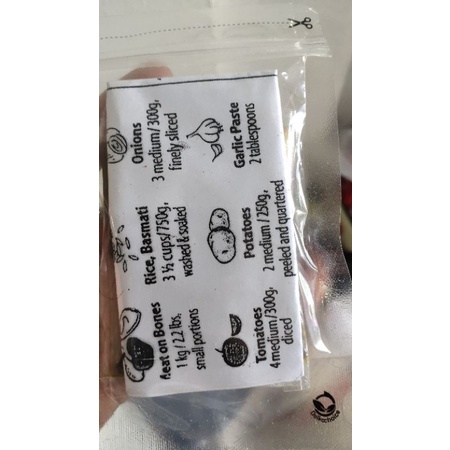 Meat on Bones
1 kg / 2.2 lbs,
small portions
Rice, Basmati
3 ½ cups/750g,
washed & soaked
Onions
3 medium/300g,
finely sliced
Tomatoes
4 medium/300g,
diced
Potatoes
2 medium / 250g,
peeled and quartered
Garlic Paste
2 tablespoons